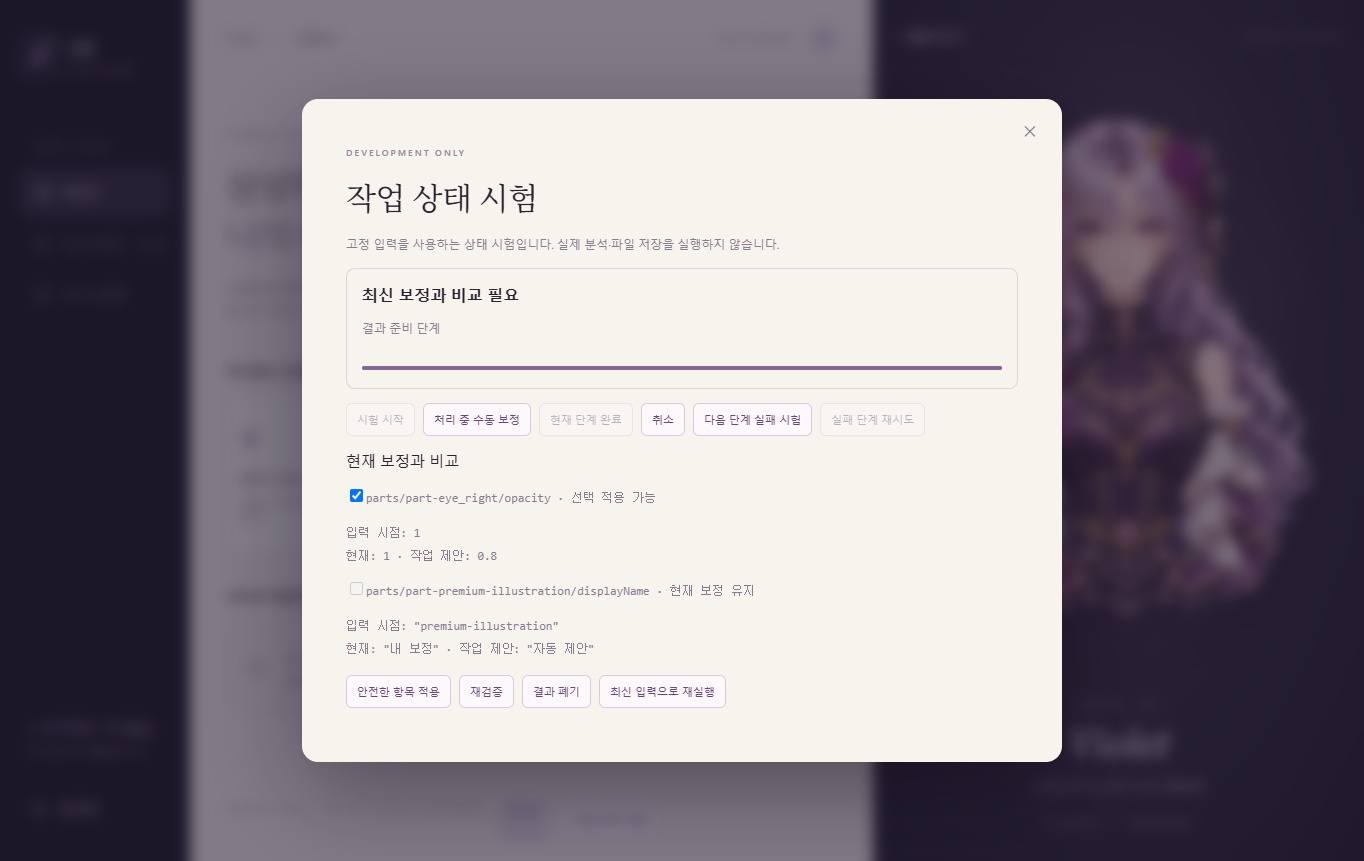 DEVELOPMENT ONLY
작업 상태 시험
고정 입력을 사용하는 상태 시험입니다. 실제 분석·파일 저장을 실행하지 않습니다.
최신 보정과 비교 필요
결과 준비 단계
시험 시작 처리 중 수동 보정 현재 단계 완료 취소 다음 단계 실패 시험 실패 단계 재시도
현재 보정과 비교
parts/part-eye_right/opacity · 선택 적용 가능
입력 시점: 1
현재: 1 · 작업 제안: 0.8
parts/part-premium-illustration/displayName · 현재 보정 유지
입력 시점: "premium-illustration"
현재: "내 보정" · 작업 제안: "자동 제안"
안전한 항목 적용 재검증 결과 폐기 최신 입력으로 재실행
Violet